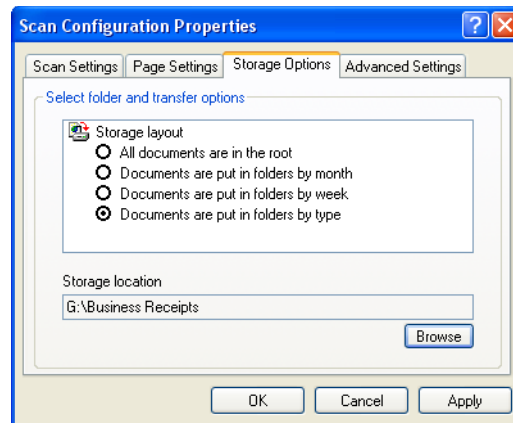 Scan Configuration Properties
Scan Settings Page Settings Storage Options Advanced Settings
Select folder and transfer options
Storage layout
All documents are in the root
Documents are put in folders by month
Documents are put in folders by week
Documents are put in folders by type
Storage location
G:\Business Receipts
Browse
OK Cancel Apply